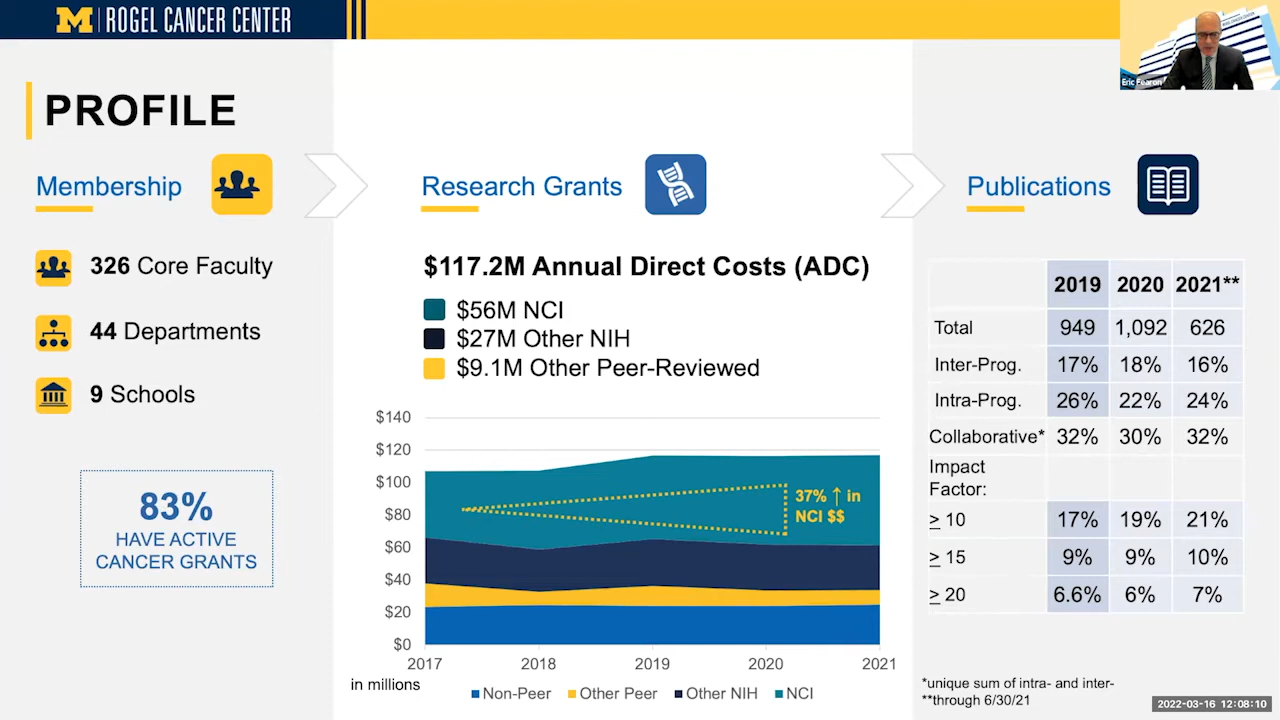 M | ROGEL CANCER CENTER
Eric Fearon
PROFILE
Membership
326 Core Faculty
44 Departments
9 Schools
83%
HAVE ACTIVE
CANCER GRANTS
Research Grants
$117.2M Annual Direct Costs (ADC)
$56M NCI
$27M Other NIH
$9.1M Other Peer-Reviewed
$140
$120
$100
$80
$60
$40
$20
$0
37% ↑ in
NCI $$
2017 2018 2019 2020 2021
in millions
Non-Peer Other Peer Other NIH NCI
Publications
2019 2020 2021**
Total 949 1,092 626
Inter-Prog. 17% 18% 16%
Intra-Prog. 26% 22% 24%
Collaborative* 32% 30% 32%
Impact
Factor:
≥ 10 17% 19% 21%
≥ 15 9% 9% 10%
≥ 20 6.6% 6% 7%
*unique sum of intra- and inter-
**through 6/30/21
2022-03-16 12:08:10